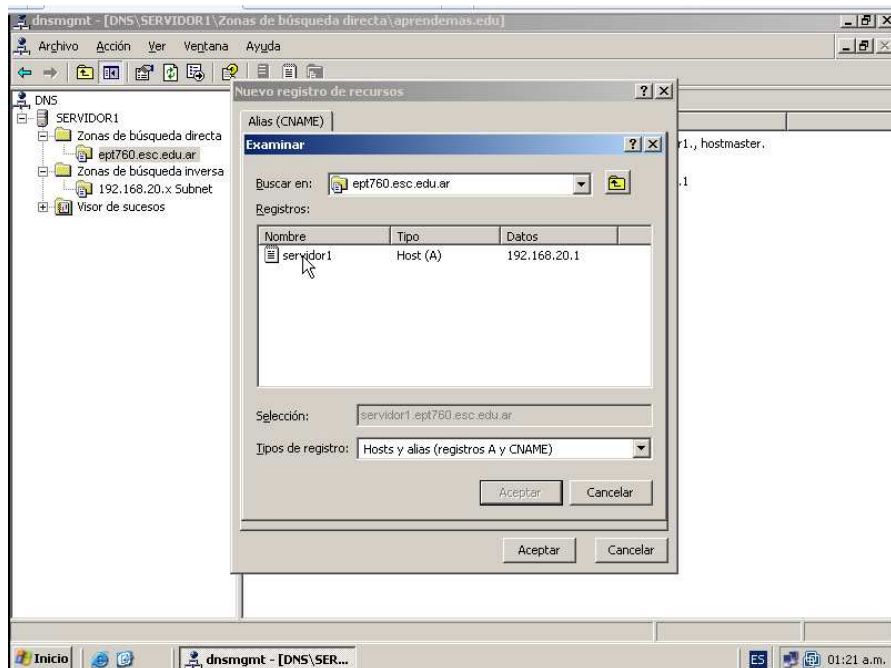 dnsmgmt - [DNS\SERVIDOR1\Zonas de búsqueda directa\aprendemas.edu]
Archivo Acción Ver Ventana Ayuda
DNS
SERVIDOR1
Zonas de búsqueda directa
ept760.esc.edu.ar
Zonas de búsqueda inversa
192.168.20.x Subnet
Visor de sucesos
Nuevo registro de recursos
Alias (CNAME)
r1., hostmaster.
.1
Examinar
Buscar en: ept760.esc.edu.ar
Registros:
Nombre Tipo Datos
servidor1 Host (A) 192.168.20.1
Selección: servidor1.ept760.esc.edu.ar
Tipos de registro: Hosts y alias (registros A y CNAME)
Aceptar Cancelar
Aceptar Cancelar
Inicio dnsmgmt - [DNS\SER... ES 01:21 a.m.